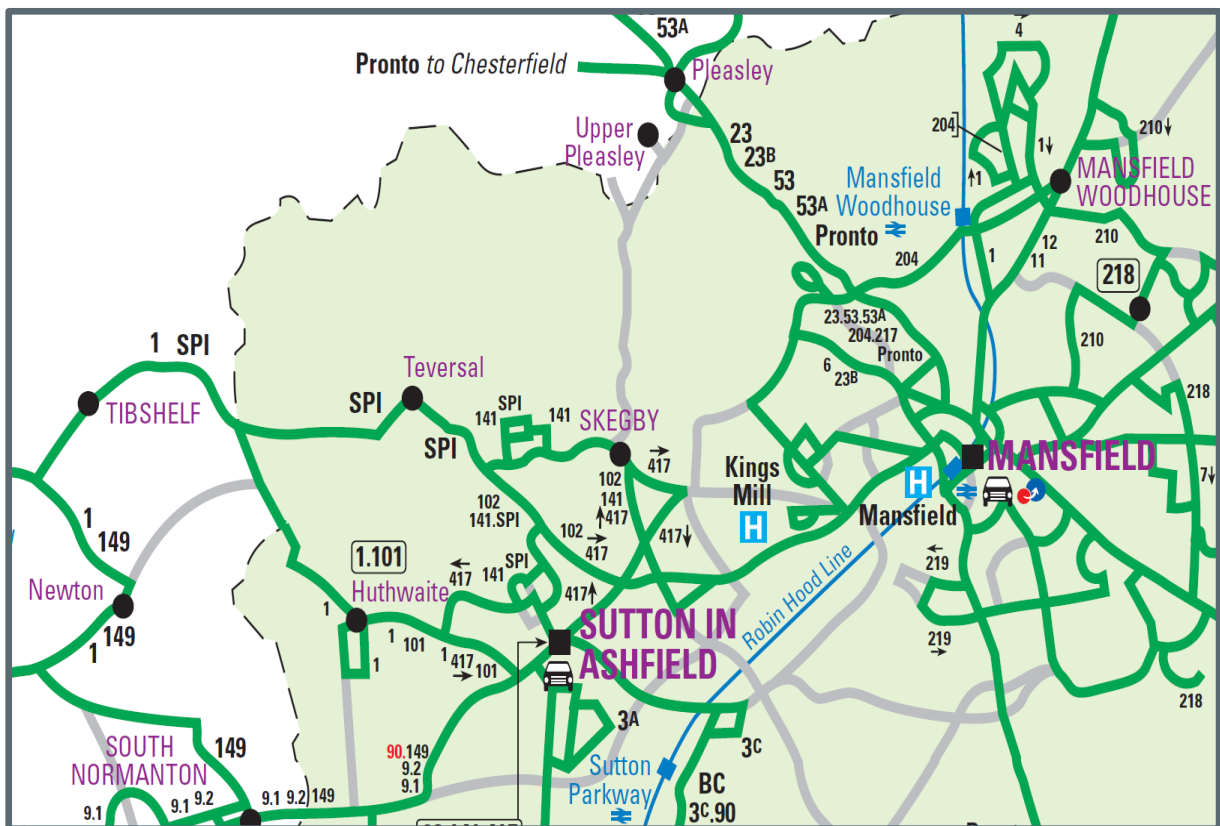 53A
Pronto to Chesterfield
Pleasley
4
Upper
Pleasley
23
23B
53
53A
Pronto
204
1↓
210↓
↑1
MANSFIELD
WOODHOUSE
Mansfield
Woodhouse
204
1
12
11
210
218
1 SPI
23.53.53A
204.217
Pronto
6
23B
210
218
Teversal
TIBSHELF
SPI
SPI
141
141
SPI
SKEGBY
→
417
Kings
Mill
H
MANSFIELD
H
Mansfield
7↓
102
141
↑417
102
141.SPI
102
→
417
417↓
1
149
1.101
Huthwaite
←
417
141
SPI
417↑
←
219
Newton
1
149
1
1
101
1
417
→101
1
SUTTON IN
ASHFIELD
Robin Hood Line
219
→
218
3A
3C
SOUTH
NORMANTON
149
90.149
9.2
9.1
Sutton
Parkway
BC
3C.90
9.1
9.1 9.2
9.1 9.2 149